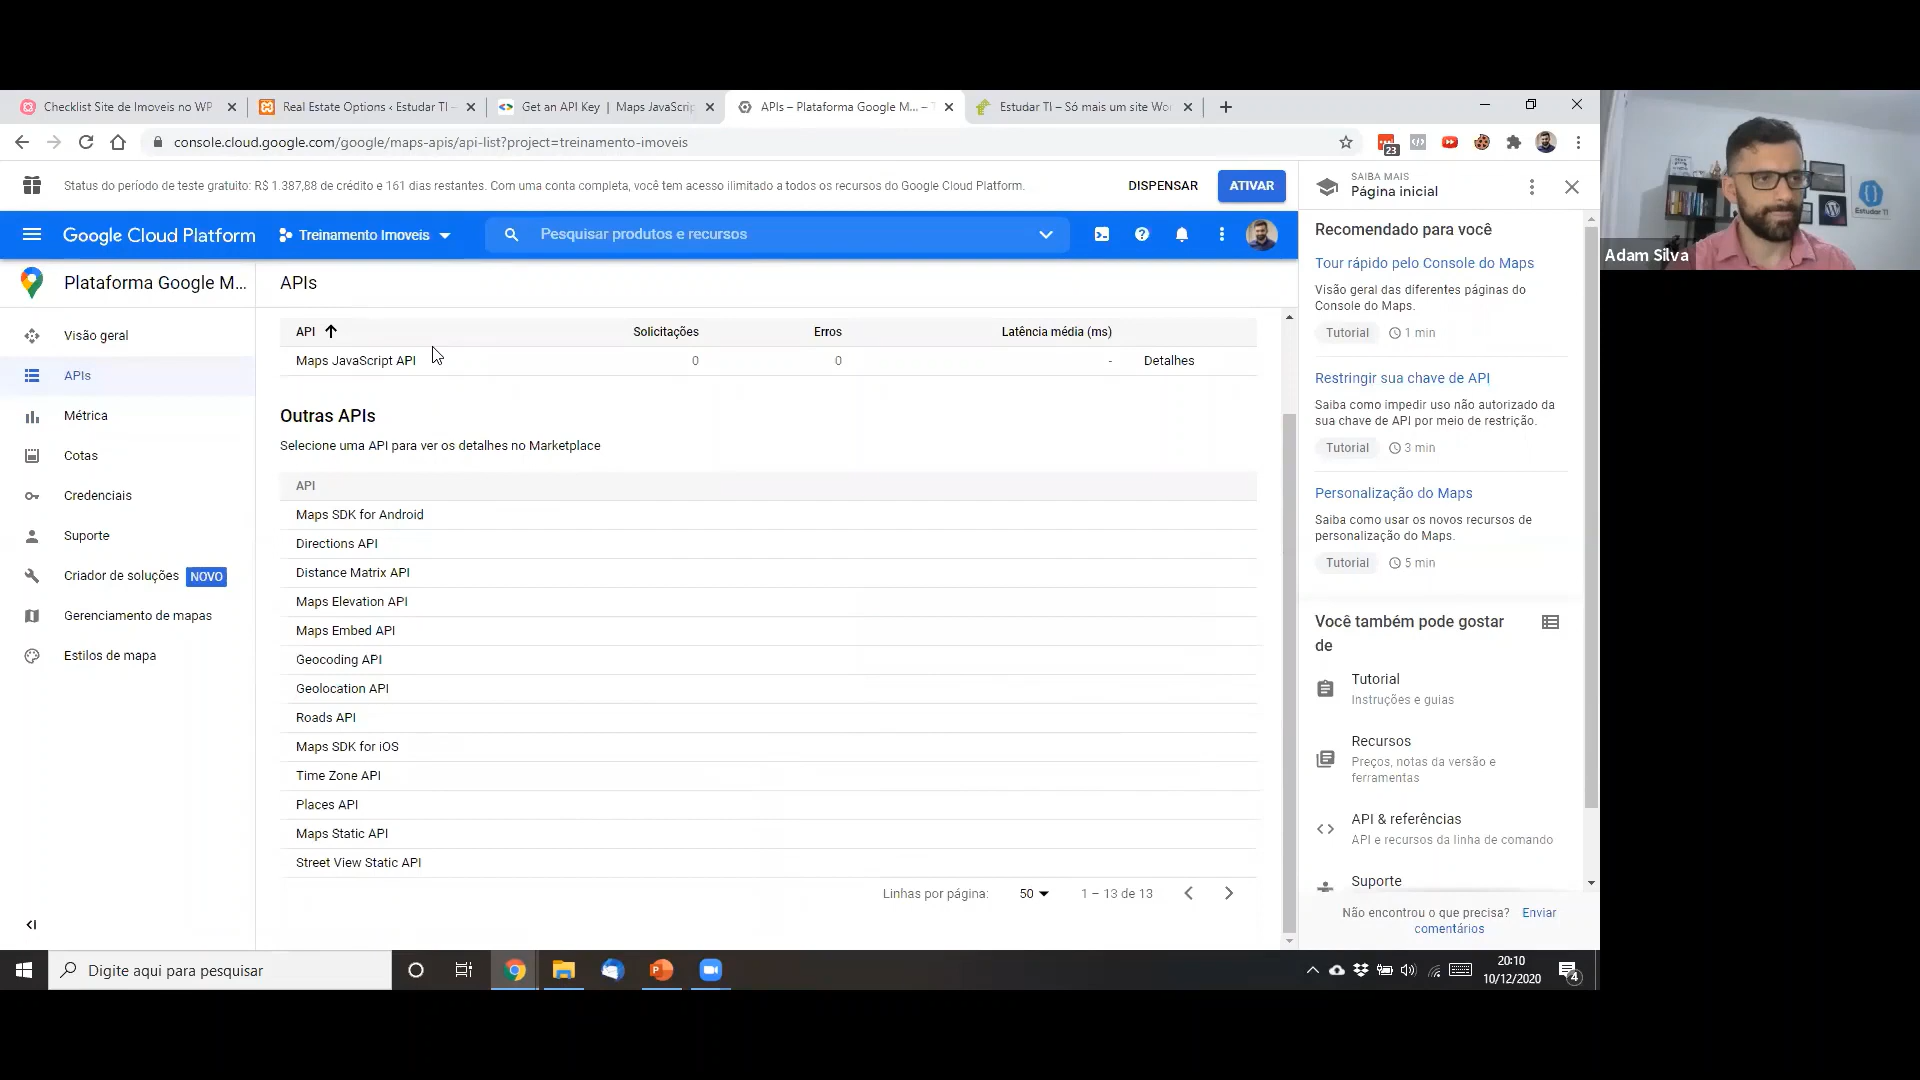 Checklist Site de Imoveis no WP
Real Estate Options ‹ Estudar TI –
Get an API Key | Maps JavaScrip
APIs – Plataforma Google M... –
Estudar TI – Só mais um site Wo
console.cloud.google.com/google/maps-apis/api-list?project=treinamento-imoveis
23
Status do período de teste gratuito: R$ 1.387,88 de crédito e 161 dias restantes. Com uma conta completa, você tem acesso ilimitado a todos os recursos do Google Cloud Platform.
DISPENSAR
ATIVAR
Google Cloud Platform
Treinamento Imoveis
Pesquisar produtos e recursos
Plataforma Google M...
Visão geral
APIs
Métrica
Cotas
Credenciais
Suporte
Criador de soluções NOVO
Gerenciamento de mapas
Estilos de mapa
APIs
API Solicitações Erros Latência média (ms)
Maps JavaScript API 0 0 - Detalhes
Outras APIs
Selecione uma API para ver os detalhes no Marketplace
API
Maps SDK for Android
Directions API
Distance Matrix API
Maps Elevation API
Maps Embed API
Geocoding API
Geolocation API
Roads API
Maps SDK for iOS
Time Zone API
Places API
Maps Static API
Street View Static API
Linhas por página: 50 1 – 13 de 13
SAIBA MAIS
Página inicial
Recomendado para você
Tour rápido pelo Console do Maps
Visão geral das diferentes páginas do
Console do Maps.
Tutorial 1 min
Restringir sua chave de API
Saiba como impedir uso não autorizado da
sua chave de API por meio de restrição.
Tutorial 3 min
Personalização do Maps
Saiba como usar os novos recursos de
personalização do Maps.
Tutorial 5 min
Você também pode gostar
de
Tutorial
Instruções e guias
Recursos
Preços, notas da versão e
ferramentas
API & referências
API e recursos da linha de comando
Suporte
Não encontrou o que precisa? Enviar
comentários
Estudar TI
Adam Silva
Digite aqui para pesquisar
20:10
10/12/2020
4